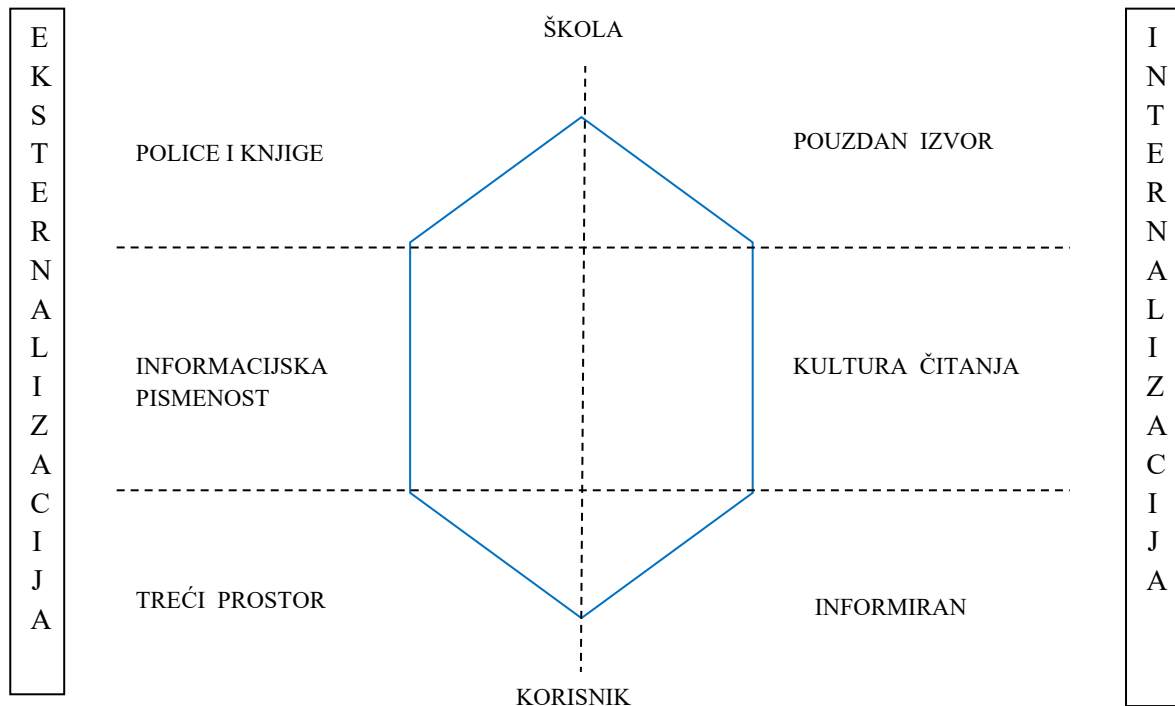 EKSTERNALIZACIJA
ŠKOLA
INTERNALIZACIJA
POLICE I KNJIGE
POUZDAN IZVOR
INFORMACIJSKA
PISMENOST
KULTURA ČITANJA
TREĆI PROSTOR
INFORMIRAN
KORISNIK